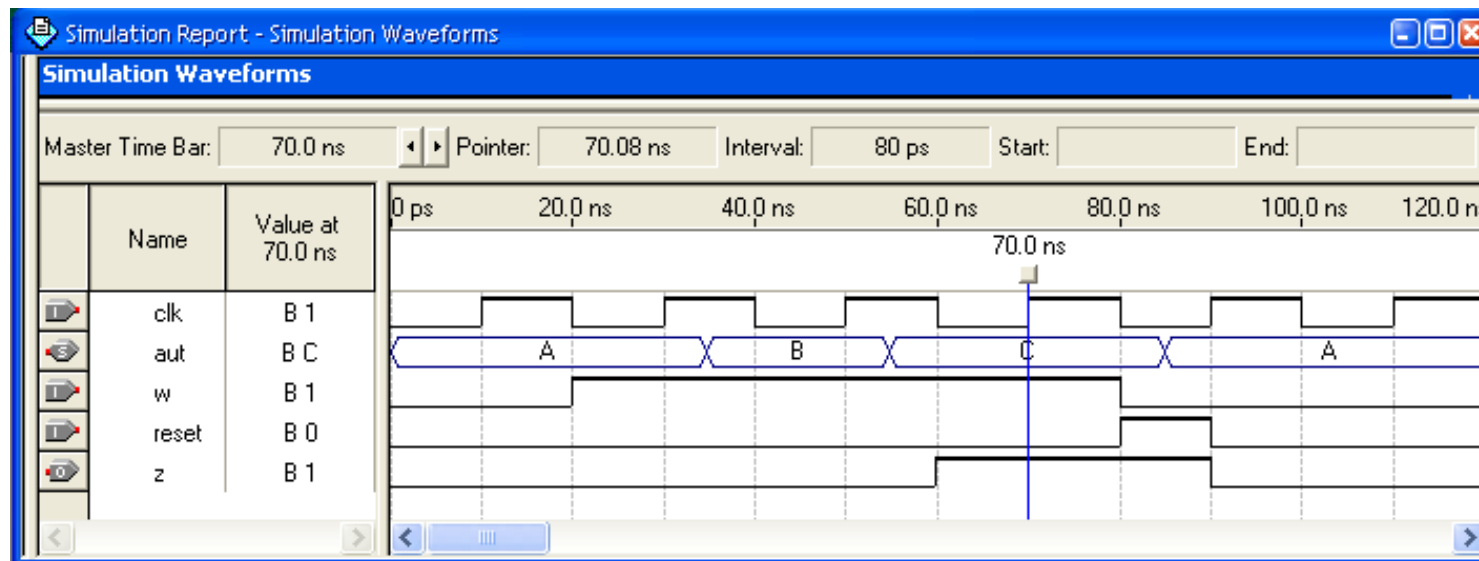 Simulation Report - Simulation Waveforms
Simulation Waveforms
Master Time Bar: 70.0 ns Pointer: 70.08 ns Interval: 80 ps Start: End:
Name Value at 70.0 ns
0 ps 20.0 ns 40.0 ns 60.0 ns 80.0 ns 100.0 ns 120.0 n
70.0 ns
clk B 1
aut B C A B C A
w B 1
reset B 0
z B 1